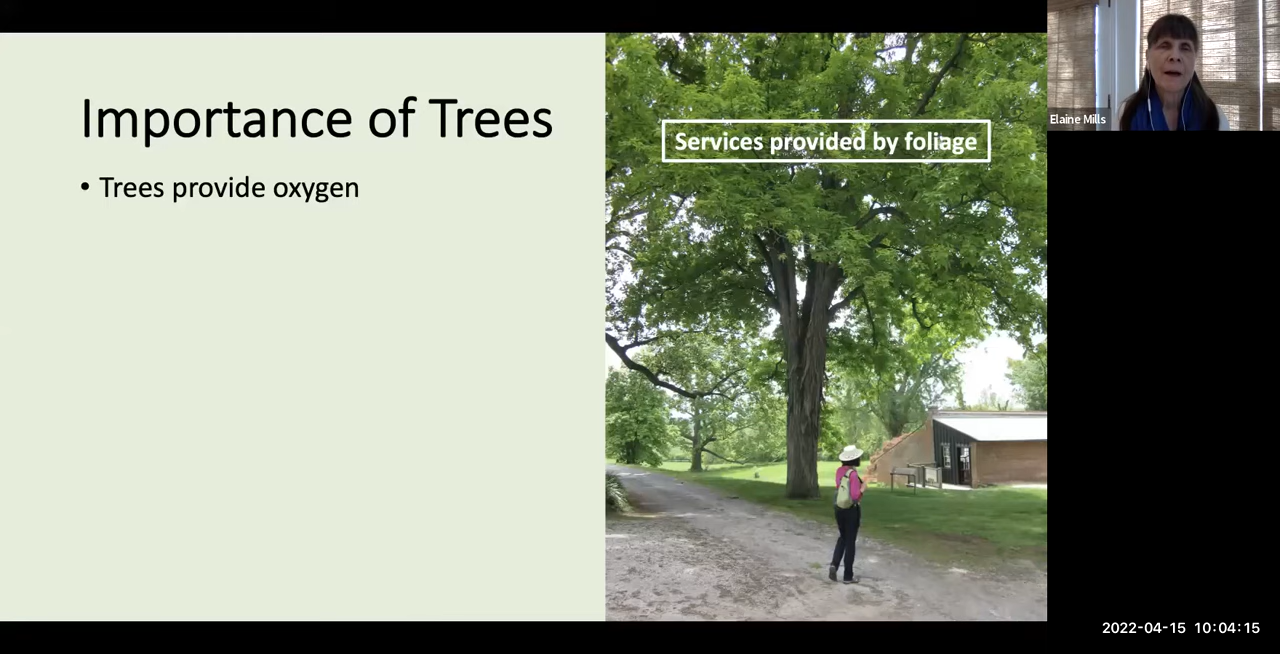 Importance of Trees
• Trees provide oxygen
Services provided by foliage
Elaine Mills
2022-04-15 10:04:15